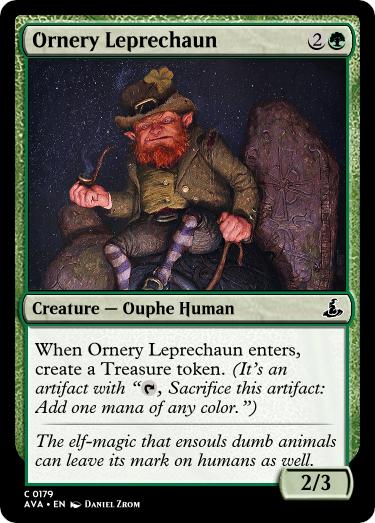 Ornery Leprechaun 2
Creature — Ouphe Human
When Ornery Leprechaun enters,
create a Treasure token. (It's an
artifact with “, Sacrifice this artifact:
Add one mana of any color.”)
The elf-magic that ensouls dumb animals
can leave its mark on humans as well.
2/3
C 0179
AVA • EN Daniel Zrom